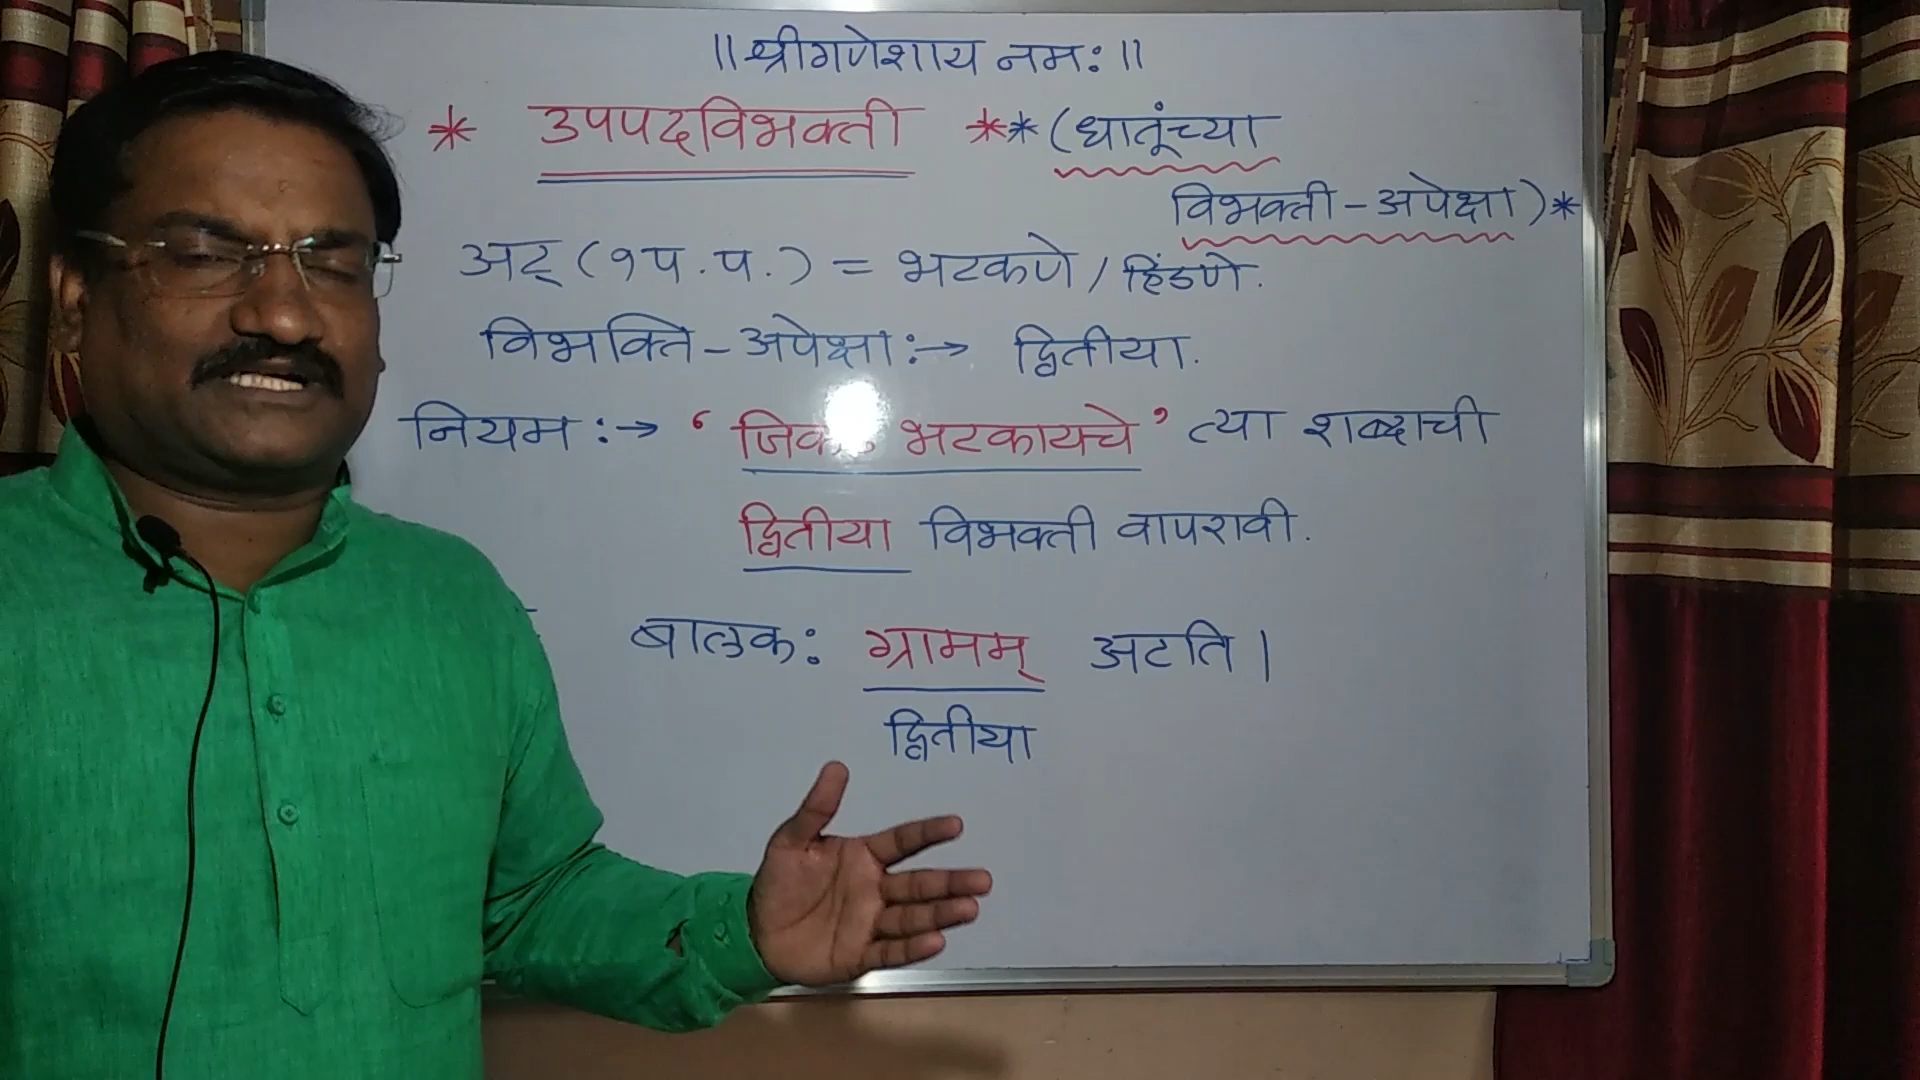 ॥ श्रीगणेशाय नमः ॥
* उपपदविभक्ती ** (धातूंच्या
विभक्ती - अपेक्षा) *
अट् (१ प. प.) = भटकणे / हिंडणे.
विभक्ति - अपेक्षा :→ द्वितीया.
नियम :→ ' भटकायचे ' त्या शब्दाची
द्वितीया विभक्ती वापरावी.
बालकः ग्रामम् अटति ।
द्वितीया